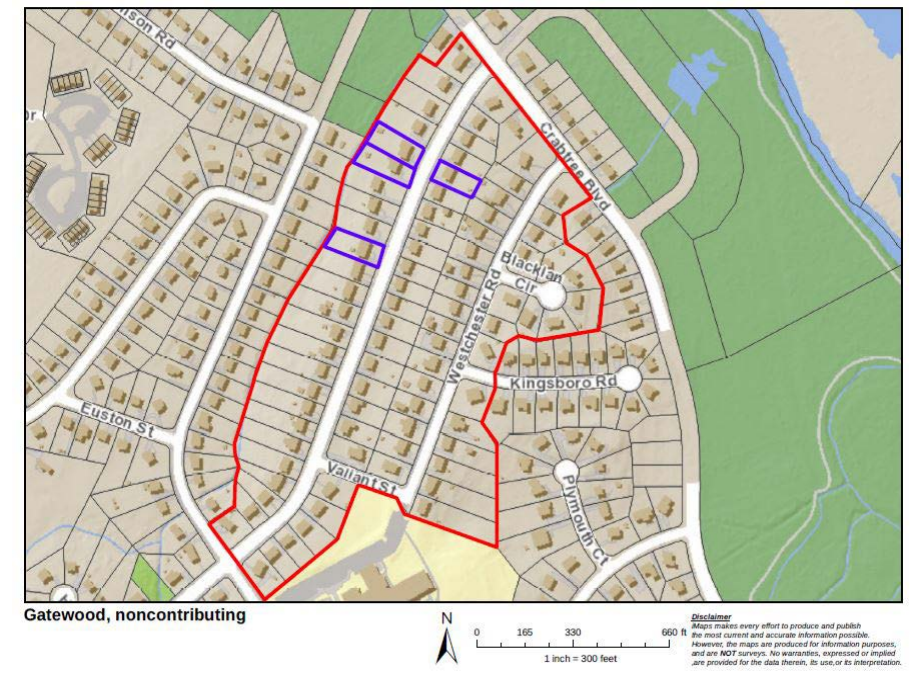 nson Rd
or
Crabtree Blvd
Blacklan
Cir
Westchester Rd
Kingsboro Rd
Euston St
Vallant St
Plymouth Ct
Gatewood, noncontributing
N
0 165 330 660 ft
1 inch = 300 feet
Disclaimer
iMaps makes every effort to produce and publish
the most current and accurate information possible.
However, the maps are produced for information purposes,
and are NOT surveys. No warranties, expressed or implied
,are provided for the data therein, its use,or its interpretation.